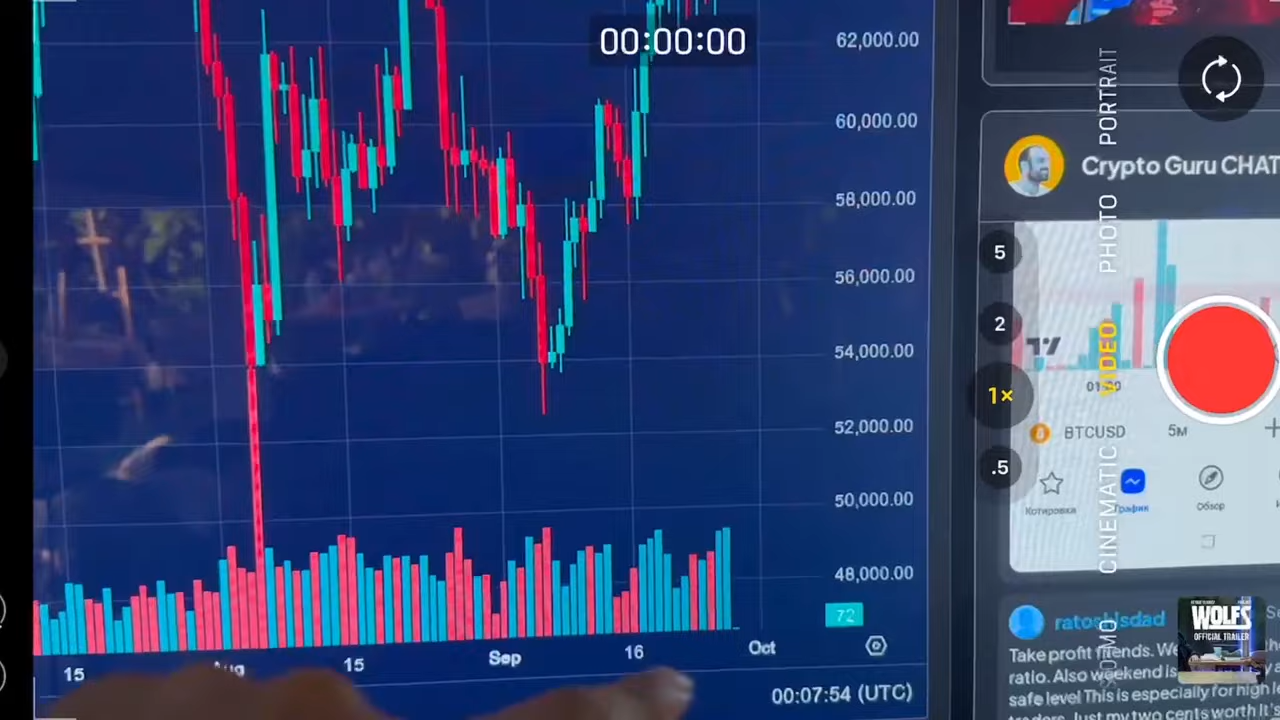 00:00:00
62,000.00
60,000.00
58,000.00
56,000.00
54,000.00
52,000.00
50,000.00
48,000.00
72
15
Aug
15
Sep
16
Oct
00:07:54 (UTC)
PORTRAIT
PHOTO
VIDEO
CINEMATIC
5
2
1×
.5
Crypto Guru CHAT
BTCUSD
5м
Котировка
График
Обзор
Take profit friends. We
ratio. Also weekend is
safe level This is especially for high
traders. Just my two cents worth It's
WOLFS
OFFICIAL TRAILER